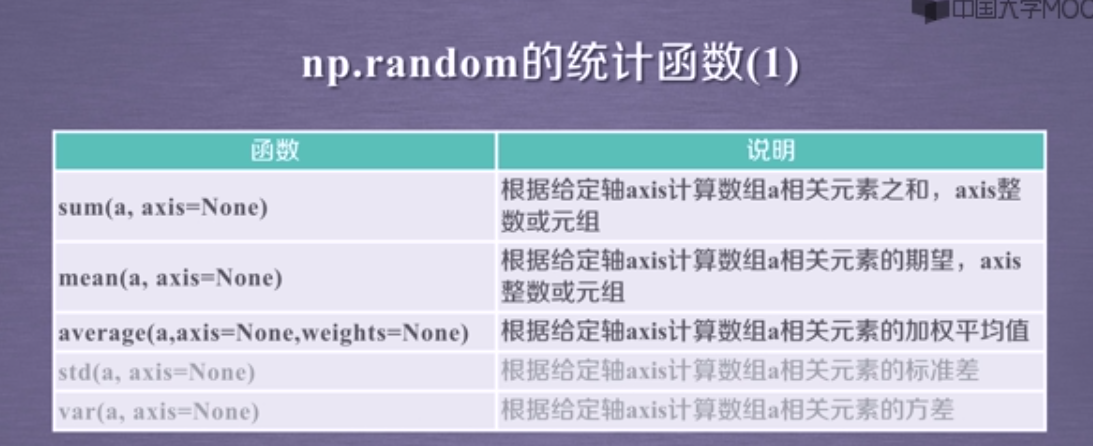 中国大学MOOC
np.random的统计函数(1)
函数
说明
sum(a, axis=None)
根据给定轴axis计算数组a相关元素之和，axis整
数或元组
mean(a, axis=None)
根据给定轴axis计算数组a相关元素的期望，axis
整数或元组
average(a,axis=None,weights=None)
根据给定轴axis计算数组a相关元素的加权平均值
std(a, axis=None)
根据给定轴axis计算数组a相关元素的标准差
var(a, axis=None)
根据给定轴axis计算数组a相关元素的方差